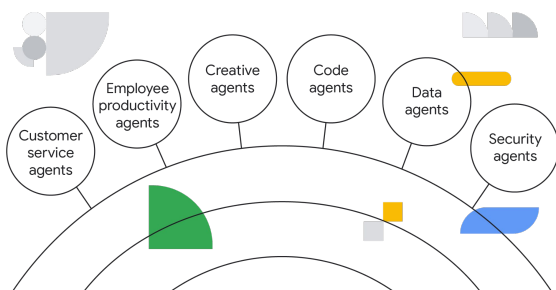 Customer
service
agents
Employee
productivity
agents
Creative
agents
Code
agents
Data
agents
Security
agents